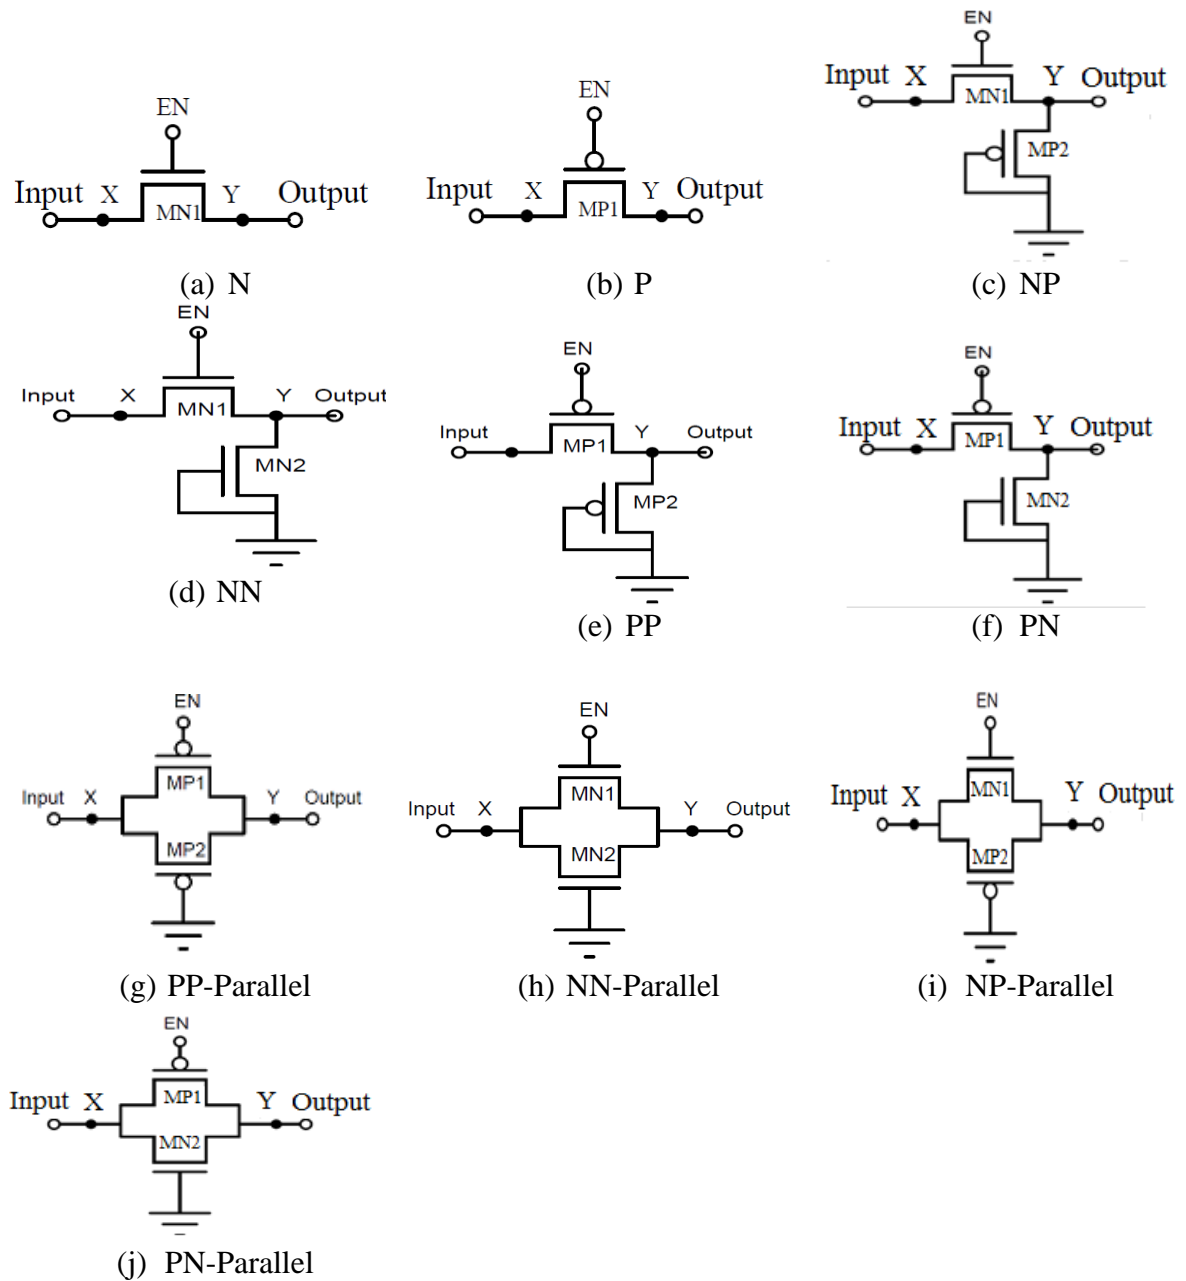 EN
Input X Y Output
MN1
(a) N
EN
Input X Y Output
MP1
(b) P
EN
Input X Y Output
MN1
MP2
(c) NP
EN
Input X Y Output
MN1
MN2
(d) NN
EN
Input Y Output
MP1
MP2
(e) PP
EN
Input X Y Output
MP1
MN2
(f) PN
EN
MP1
Input X Y Output
MP2
(g) PP-Parallel
EN
MN1
Input X Y Output
MN2
(h) NN-Parallel
EN
MN1
Input X Y Output
MP2
(i) NP-Parallel
EN
MP1
Input X Y Output
MN2
(j) PN-Parallel